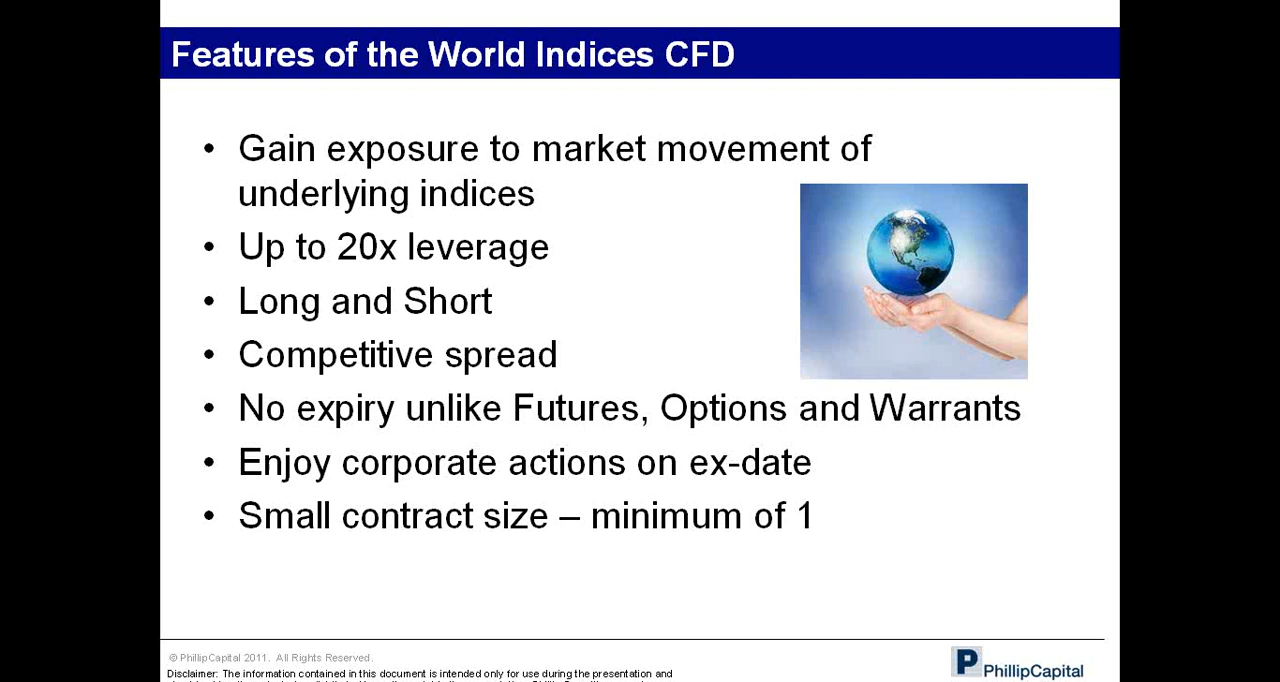 Features of the World Indices CFD
• Gain exposure to market movement of
underlying indices
• Up to 20x leverage
• Long and Short
• Competitive spread
• No expiry unlike Futures, Options and Warrants
• Enjoy corporate actions on ex-date
• Small contract size – minimum of 1
© PhillipCapital 2011. All Rights Reserved.
Disclaimer: The information contained in this document is intended only for use during the presentation and
P PhillipCapital